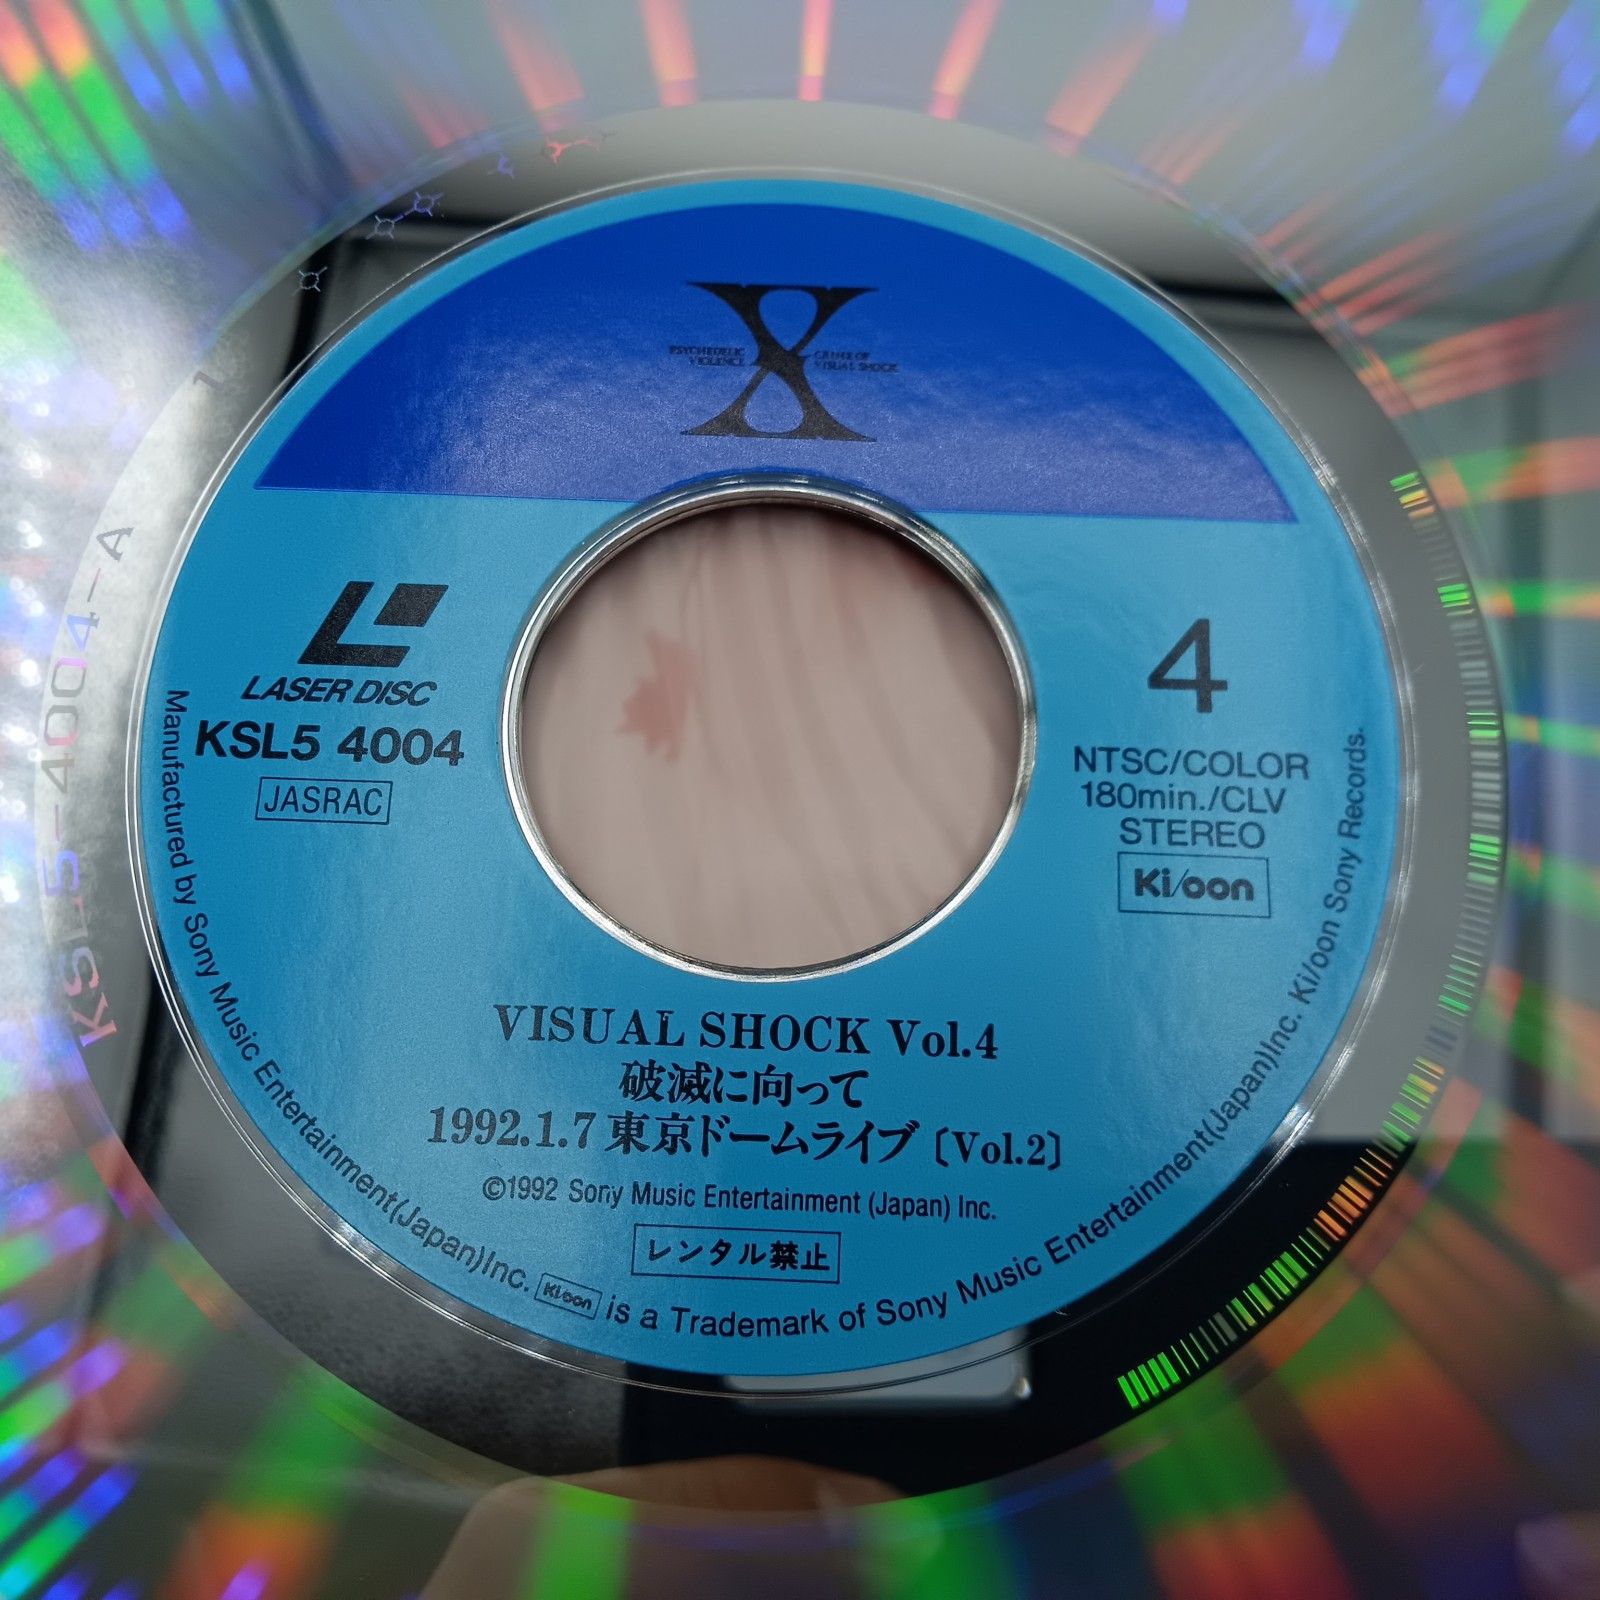 X
PSYCHEDELIC VIOLENCE
CRIME OF VISUAL SHOCK
LASER DISC
KSL5 4004
JASRAC
4
NTSC/COLOR
180min./CLV
STEREO
Ki/oon
VISUAL SHOCK Vol.4
破滅に向って
1992.1.7 東京ドームライブ〔Vol.2〕
©1992 Sony Music Entertainment (Japan) Inc.
レンタル禁止
Manufactured by Sony Music Entertainment(Japan)Inc. Ki/oon is a Trademark of Sony Music Entertainment(Japan)Inc. Ki/oon Sony Records.
KSL5-4004-A
1